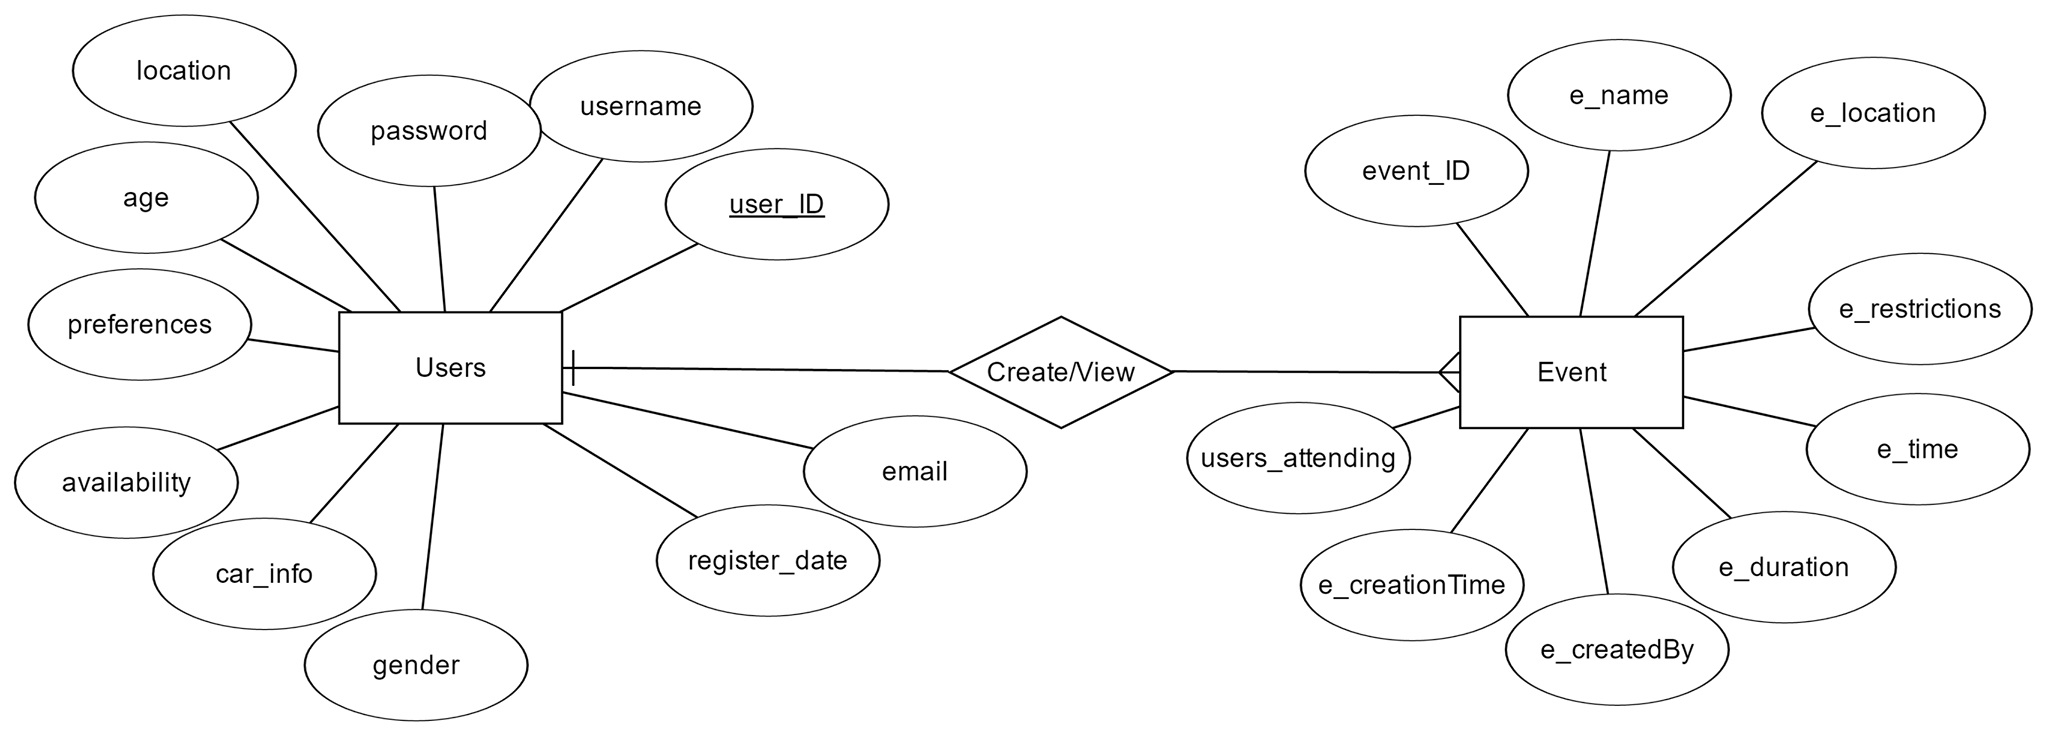 location
password
username
age
user_ID
preferences
Users
availability
car_info
gender
register_date
email
Create/View
event_ID
e_name
e_location
e_restrictions
Event
e_time
users_attending
e_creationTime
e_createdBy
e_duration